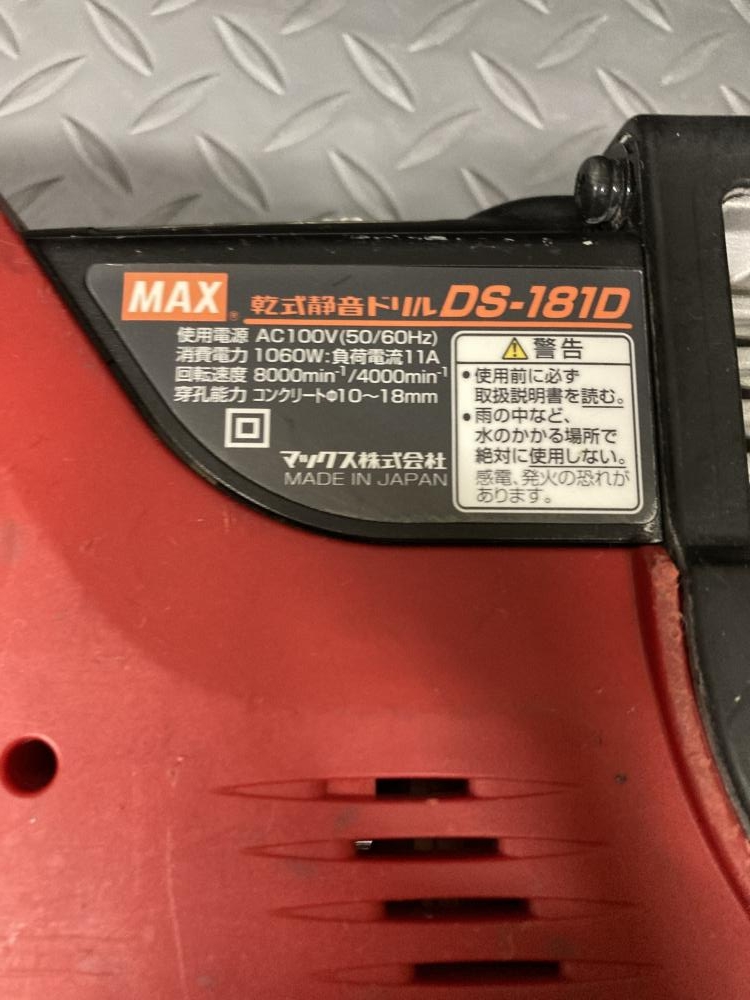 MAX® 乾式静音ドリル DS-181D
使用電源 AC100V(50/60Hz)
消費電力 1060W:負荷電流11A
回転速度 8000min⁻¹/4000min⁻¹
穿孔能力 コンクリートΦ10～18mm
マックス株式会社
MADE IN JAPAN
警告
•使用前に必ず
取扱説明書を読む。
•雨の中など、
水のかかる場所で
絶対に使用しない。
感電、発火の恐れが
あります。